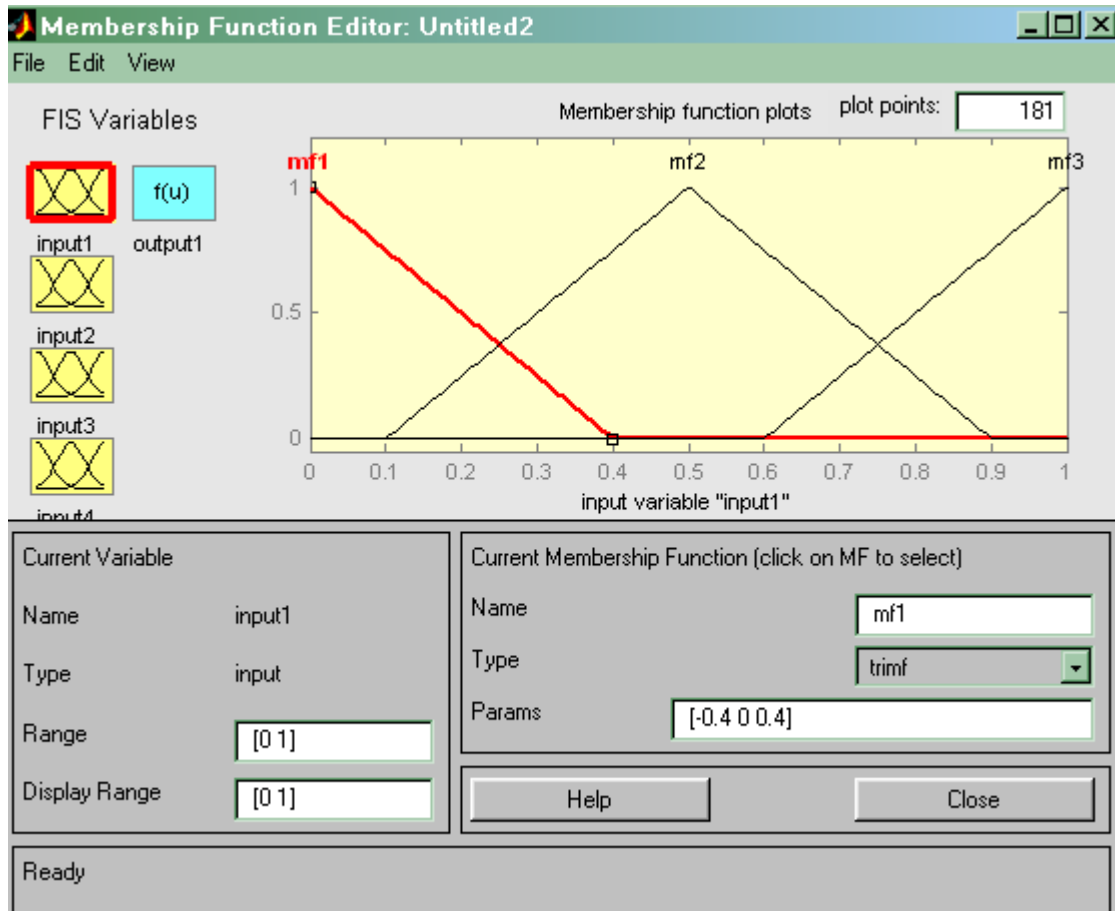 Membership Function Editor: Untitled2
File Edit View
FIS Variables
Membership function plots plot points: 181
f(u)
input1 output1
input2
input3
input4
mf1 mf2 mf3
1
0.5
0
0 0.1 0.2 0.3 0.4 0.5 0.6 0.7 0.8 0.9 1
input variable "input1"
Current Variable
Name input1
Type input
Range [0 1]
Display Range [0 1]
Current Membership Function (click on MF to select)
Name mf1
Type trimf
Params [-0.4 0 0.4]
Help Close
Ready